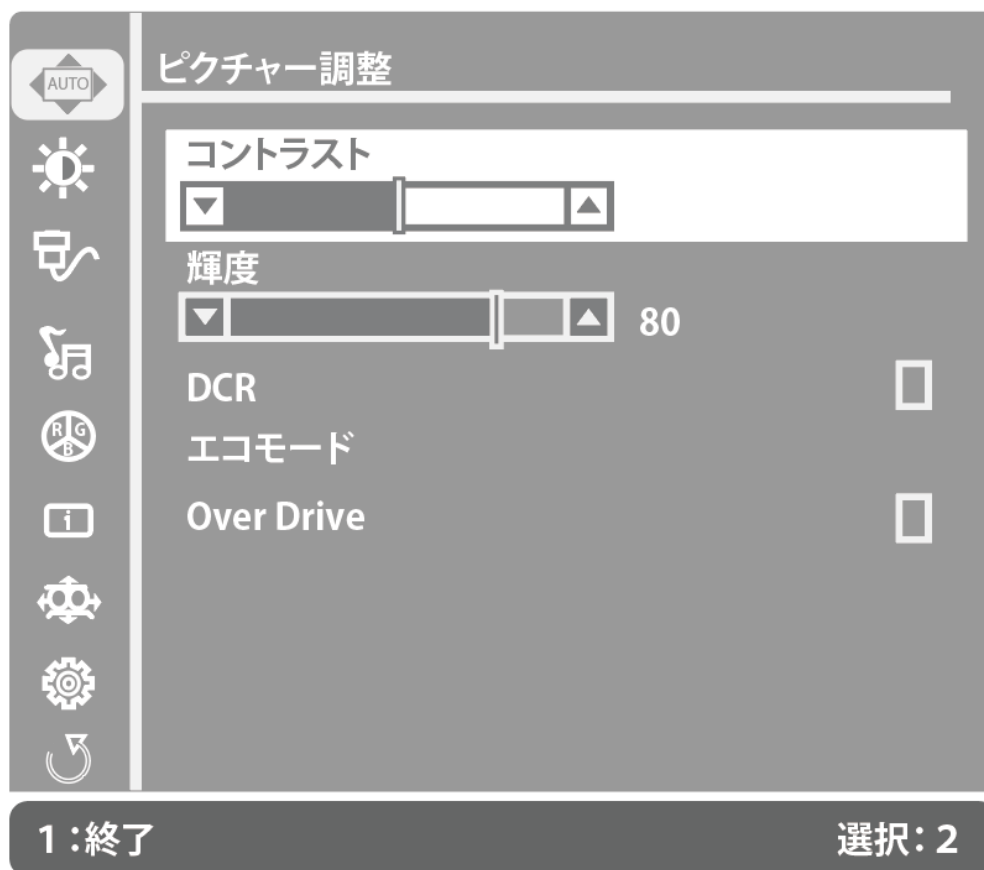 AUTO
ピクチャー調整
コントラスト
輝度
80
DCR
エコモード
R G
B
Over Drive
i
1：終了
選択：2